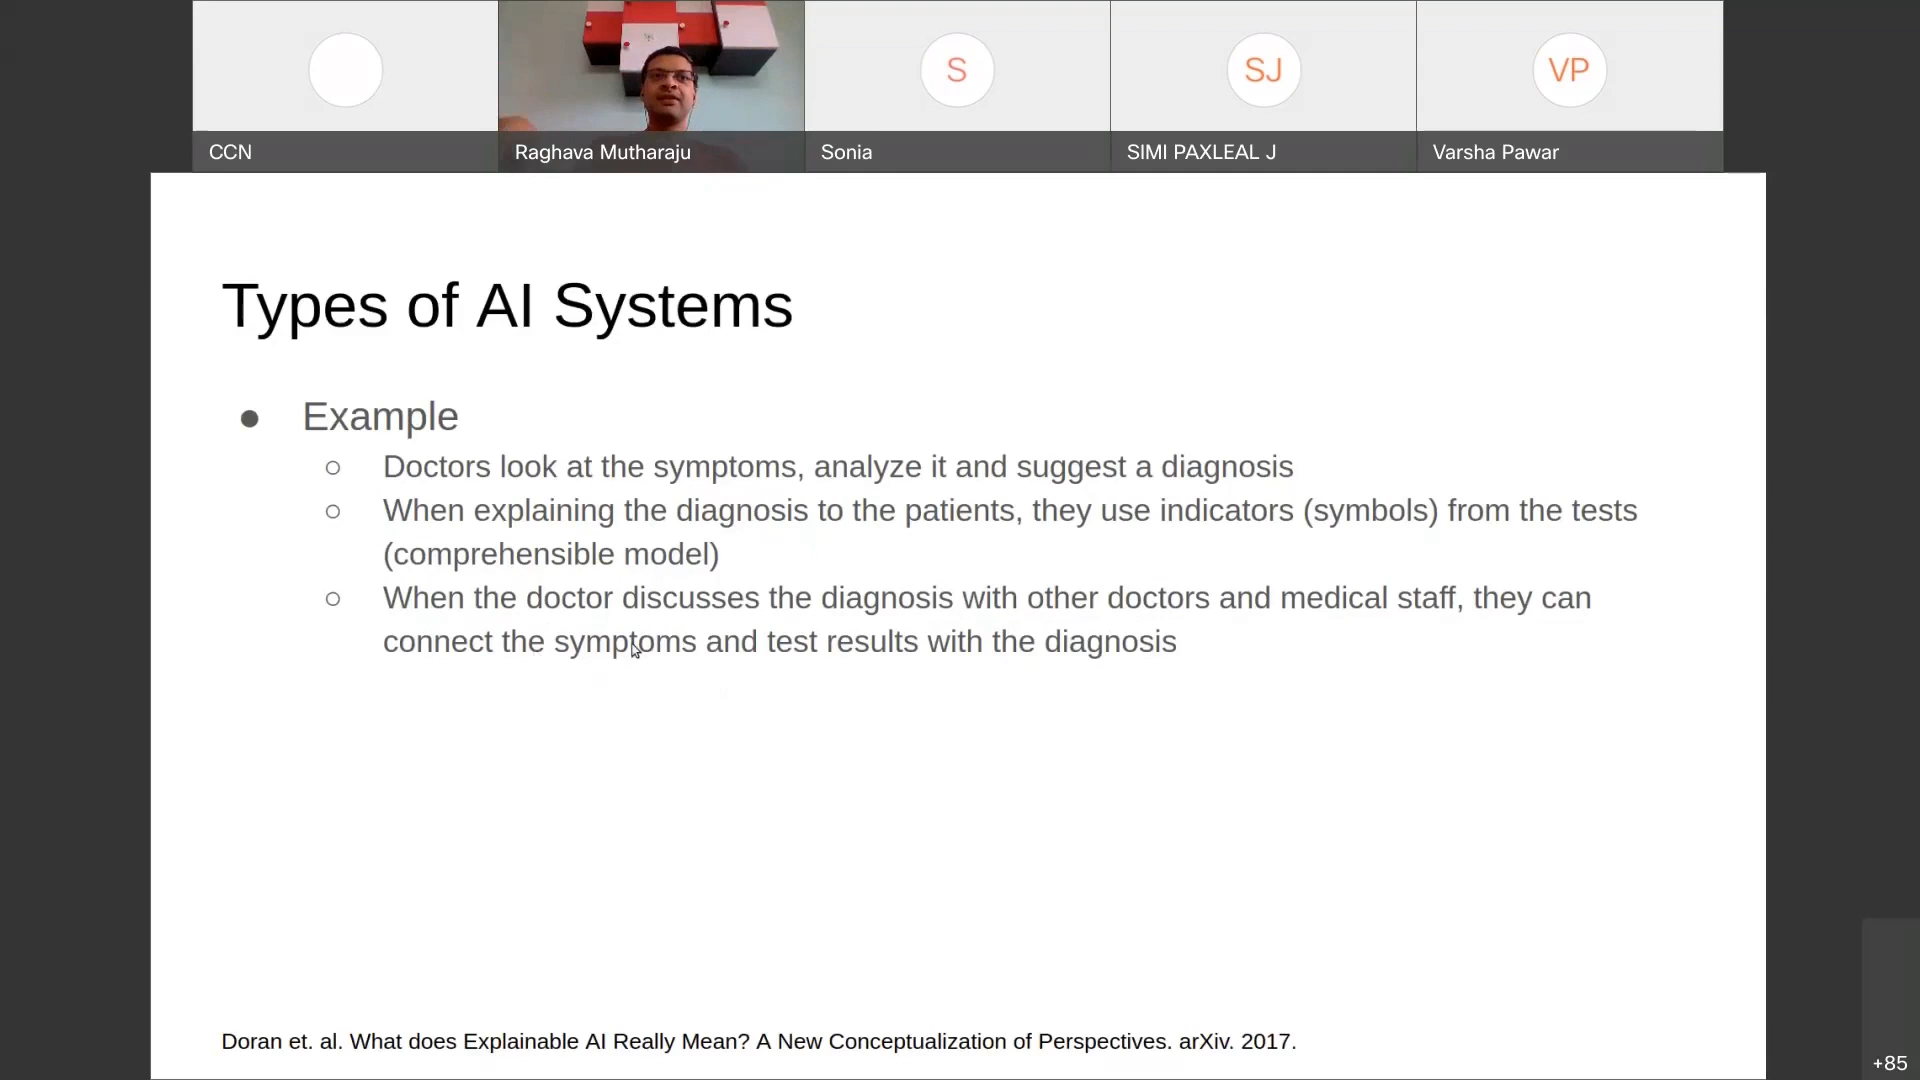 S
SJ
VP
CCN
Raghava Mutharaju
Sonia
SIMI PAXLEAL J
Varsha Pawar
Types of AI Systems
● Example
○ Doctors look at the symptoms, analyze it and suggest a diagnosis
○ When explaining the diagnosis to the patients, they use indicators (symbols) from the tests
(comprehensible model)
○ When the doctor discusses the diagnosis with other doctors and medical staff, they can
connect the symptoms and test results with the diagnosis
Doran et. al. What does Explainable AI Really Mean? A New Conceptualization of Perspectives. arXiv. 2017.
+85